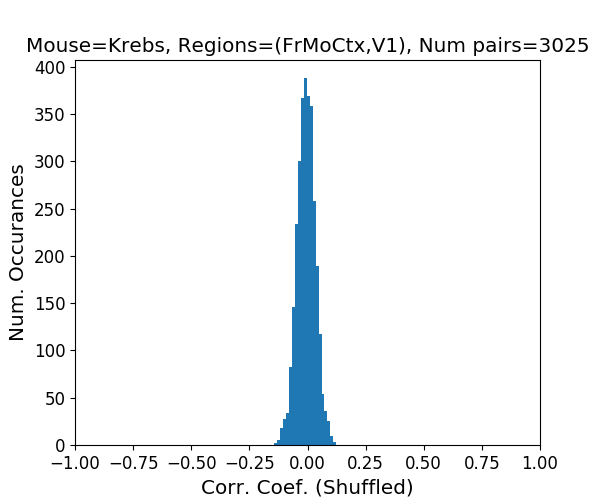 Mouse=Krebs, Regions=(FrMoCtx,V1), Num pairs=3025
400
350
300
250
200
150
100
50
0
Num. Occurances
−1.00 −0.75 −0.50 −0.25 0.00 0.25 0.50 0.75 1.00
Corr. Coef. (Shuffled)